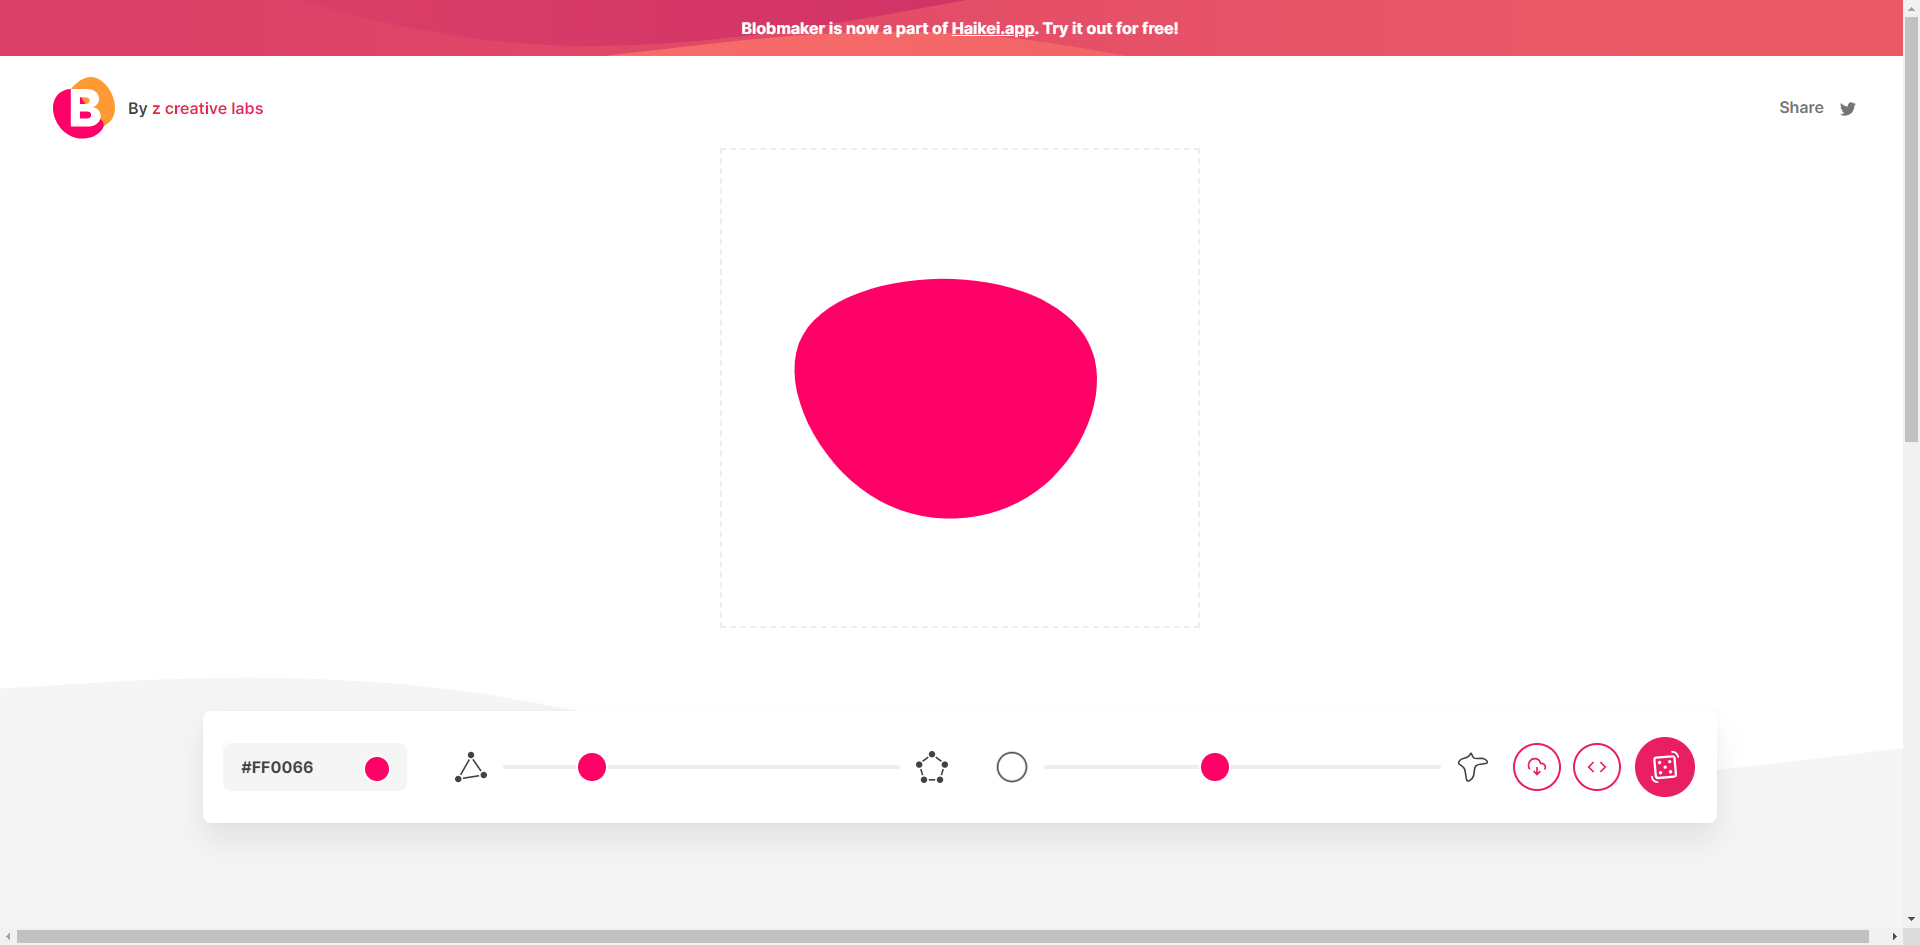 Blobmaker is now a part of Haikei.app. Try it out for free!
B By z creative labs
Share
#FF0066